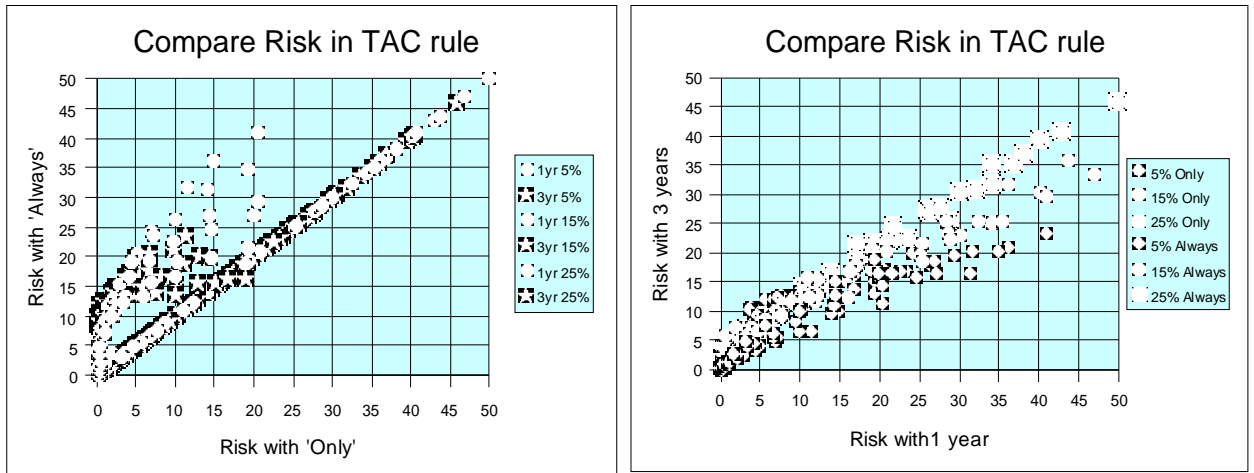 Compare Risk in TAC rule
Risk with 'Always'
50
45
40
35
30
25
20
15
10
5
0
0 5 10 15 20 25 30 35 40 45 50
Risk with 'Only'
1yr 5%
3yr 5%
1yr 15%
3yr 15%
1yr 25%
3yr 25%
Compare Risk in TAC rule
Risk with 3 years
50
45
40
35
30
25
20
15
10
5
0
0 5 10 15 20 25 30 35 40 45 50
Risk with1 year
5% Only
15% Only
25% Only
5% Always
15% Always
25% Always